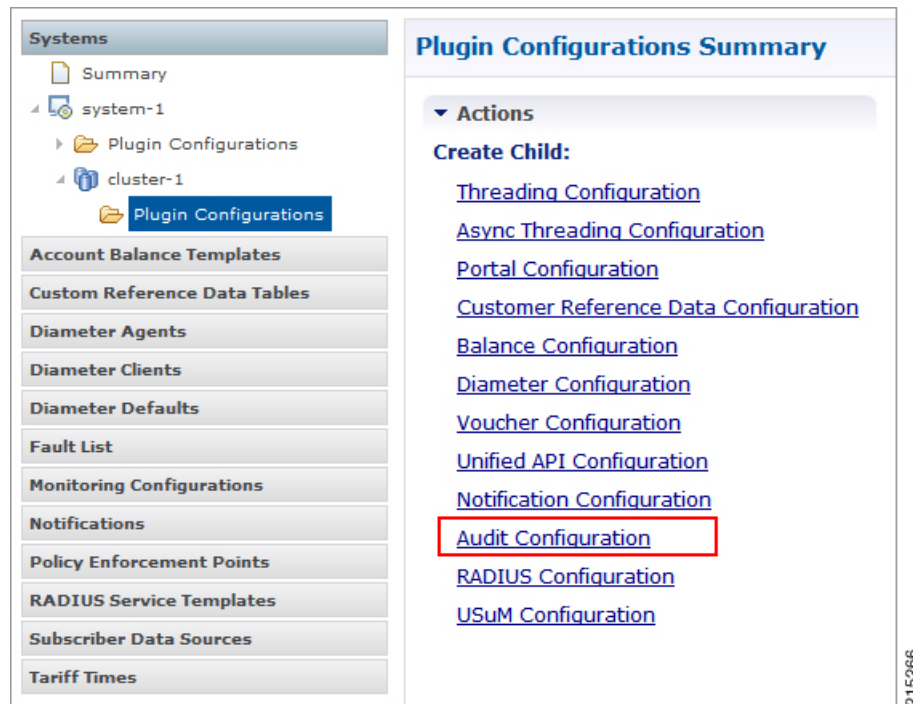 Systems
Summary
system-1
Plugin Configurations
cluster-1
Plugin Configurations
Account Balance Templates
Custom Reference Data Tables
Diameter Agents
Diameter Clients
Diameter Defaults
Fault List
Monitoring Configurations
Notifications
Policy Enforcement Points
RADIUS Service Templates
Subscriber Data Sources
Tariff Times
Plugin Configurations Summary
Actions
Create Child:
Threading Configuration
Async Threading Configuration
Portal Configuration
Customer Reference Data Configuration
Balance Configuration
Diameter Configuration
Voucher Configuration
Unified API Configuration
Notification Configuration
Audit Configuration
RADIUS Configuration
USuM Configuration